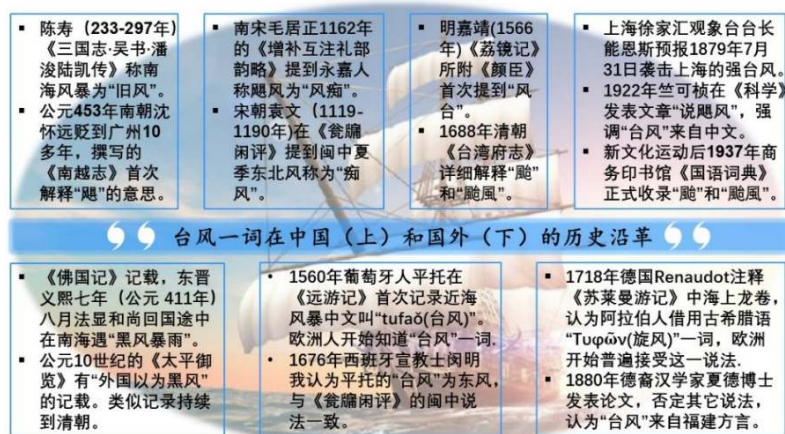 ▪ 陈寿（233-297年）
《三国志·吴书·潘
浚陆凯传》称南
海风暴为“旧风”。
▪ 公元453年南朝沈
怀远贬到广州10
多年，撰写的
《南越志》首次
解释“飓”的意思。
▪ 南宋毛居正1162年
的《增补互注礼部
韵略》提到永嘉人
称飓风为“风痴”。
▪ 宋朝袁文（1119-
1190年)在《瓮牖
闲评》提到闽中夏
季东北风称为“痴
风”。
▪ 明嘉靖(1566
年)《荔镜记》
所附《颜臣》
首次提到“风
台”。
▪ 1688年清朝
《台湾府志》
详细解释“颱”
和“颱風”。
▪ 上海徐家汇观象台台长
能恩斯预报1879年7月
31日袭击上海的强台风。
▪ 1922年竺可桢在《科学》
发表文章“说飓风”，强
调“台风”来自中文。
▪ 新文化运动后1937年商
务印书馆《国语词典》
正式收录“颱”和“颱風”。
台风一词在中国（上）和国外（下）的历史沿革
▪ 《佛国记》记载，东晋
义熙七年（公元 411年)
八月法显和尚回国途中
在南海遇“黑风暴雨”。
▪ 公元10世纪的《太平御
览》有“外国以为黑风”
的记载。类似记录持续
到清朝。
• 1560年葡萄牙人平托在
《远游记》首次记录近海
风暴中文叫“tufaõ(台风)”。
欧洲人开始知道“台风”一词.
• 1676年西班牙宣教士闵明
我认为平托的“台风”为东风，
与《瓮牖闲评》的闽中说
法一致。
▪ 1718年德国Renaudot注释
《苏莱曼游记》中海上龙卷，
认为阿拉伯人借用古希腊语
“Τυφῶν(旋风)”一词，欧洲
开始普遍接受这一说法.
▪ 1880年德裔汉学家夏德博士
发表论文，否定其它说法，
认为“台风”来自福建方言。